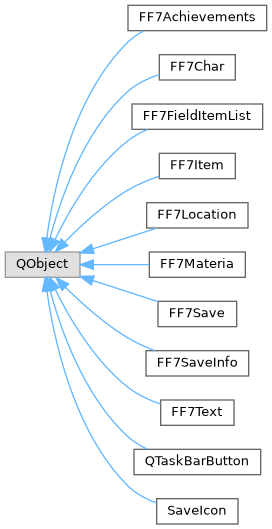 FF7Achievements
FF7Char
FF7FieldItemList
FF7Item
FF7Location
QObject
FF7Materia
FF7Save
FF7SaveInfo
FF7Text
QTaskBarButton
SaveIcon